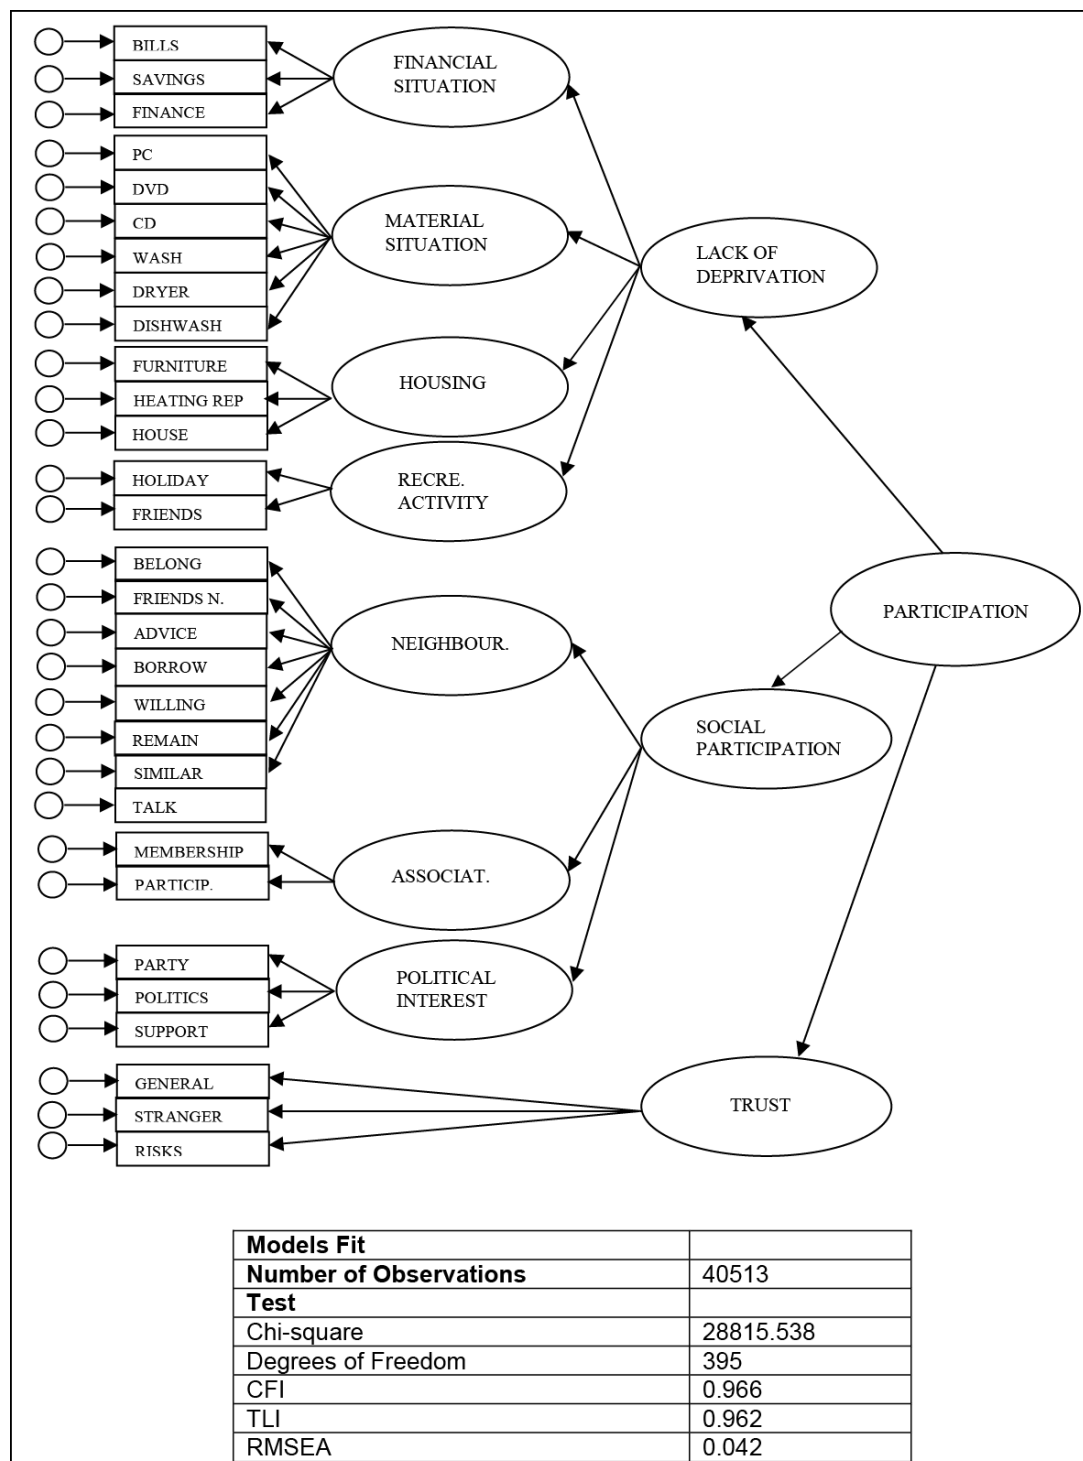 BILLS
SAVINGS
FINANCE
FINANCIAL
SITUATION
PC
DVD
CD
WASH
DRYER
DISHWASH
MATERIAL
SITUATION
LACK OF
DEPRIVATION
FURNITURE
HEATING REP
HOUSE
HOUSING
HOLIDAY
FRIENDS
RECRE.
ACTIVITY
BELONG
FRIENDS N.
ADVICE
BORROW
WILLING
REMAIN
SIMILAR
TALK
NEIGHBOUR.
PARTICIPATION
SOCIAL
PARTICIPATION
MEMBERSHIP
PARTICIP.
ASSOCIAT.
PARTY
POLITICS
SUPPORT
POLITICAL
INTEREST
GENERAL
STRANGER
RISKS
TRUST
Models Fit
Number of Observations 40513
Test
Chi-square 28815.538
Degrees of Freedom 395
CFI 0.966
TLI 0.962
RMSEA 0.042